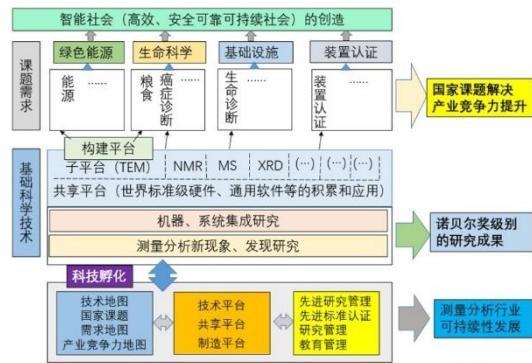 智能社会（高效、安全可靠可持续社会）的创造
课题需求
绿色能源
生命科学
基础设施
装置认证
能源
……
粮食
癌症诊断
……
生命诊断
……
装置认证
……
国家课题解决
产业竞争力提升
构建平台
基础科学技术
子平台（TEM）
NMR
MS
XRD
（…）
（…）
（…）
共享平台（世界标准级硬件、通用软件等的积累和应用）
机器、系统集成研究
测量分析新现象、发现研究
诺贝尔奖级别
的研究成果
科技孵化
技术地图
国家课题
需求地图
产业竞争力地图
技术平台
共享平台
制造平台
先进研究管理
先进标准认证
研究管理
教育管理
测量分析行业
可持续性发展